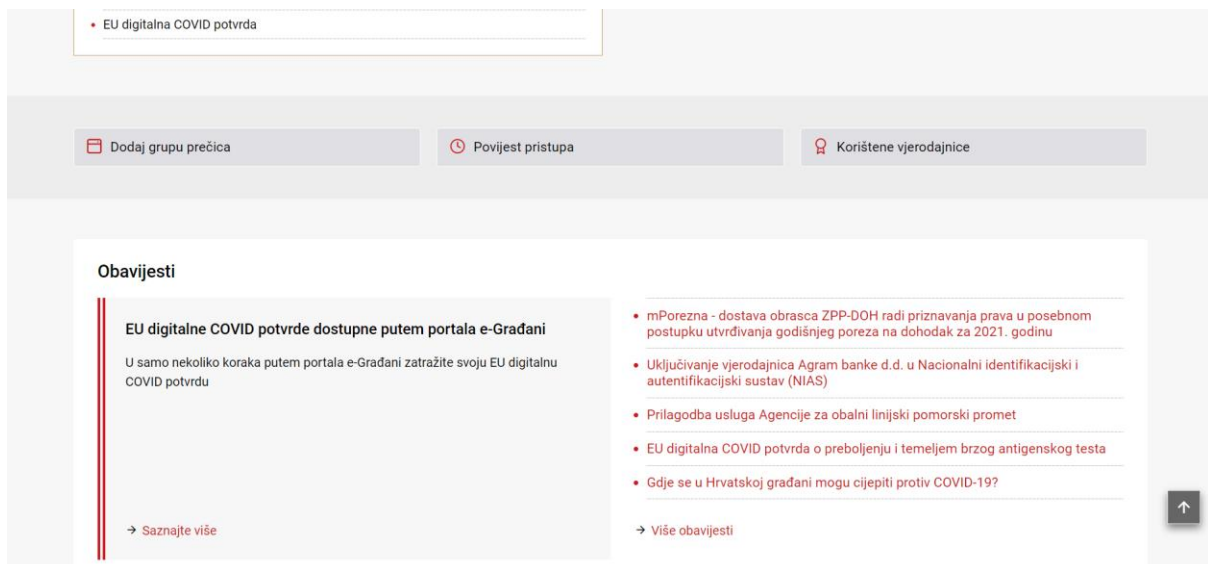 EU digitalna COVID potvrda
Dodaj grupu prečica
Povijest pristupa
Korištene vjerodajnice
Obavijesti
EU digitalne COVID potvrde dostupne putem portala e-Građani
U samo nekoliko koraka putem portala e-Građani zatražite svoju EU digitalnu
COVID potvrdu
→ Saznajte više
mPorezna - dostava obrasca ZPP-DOH radi priznavanja prava u posebnom
postupku utvrđivanja godišnjeg poreza na dohodak za 2021. godinu
Uključivanje vjerodajnica Agram banke d.d. u Nacionalni identifikacijski i
autentifikacijski sustav (NIAS)
Prilagodba usluga Agencije za obalni linijski pomorski promet
EU digitalna COVID potvrda o preboljenju i temeljem brzog antigenskog testa
Gdje se u Hrvatskoj građani mogu cijepiti protiv COVID-19?
→ Više obavijesti